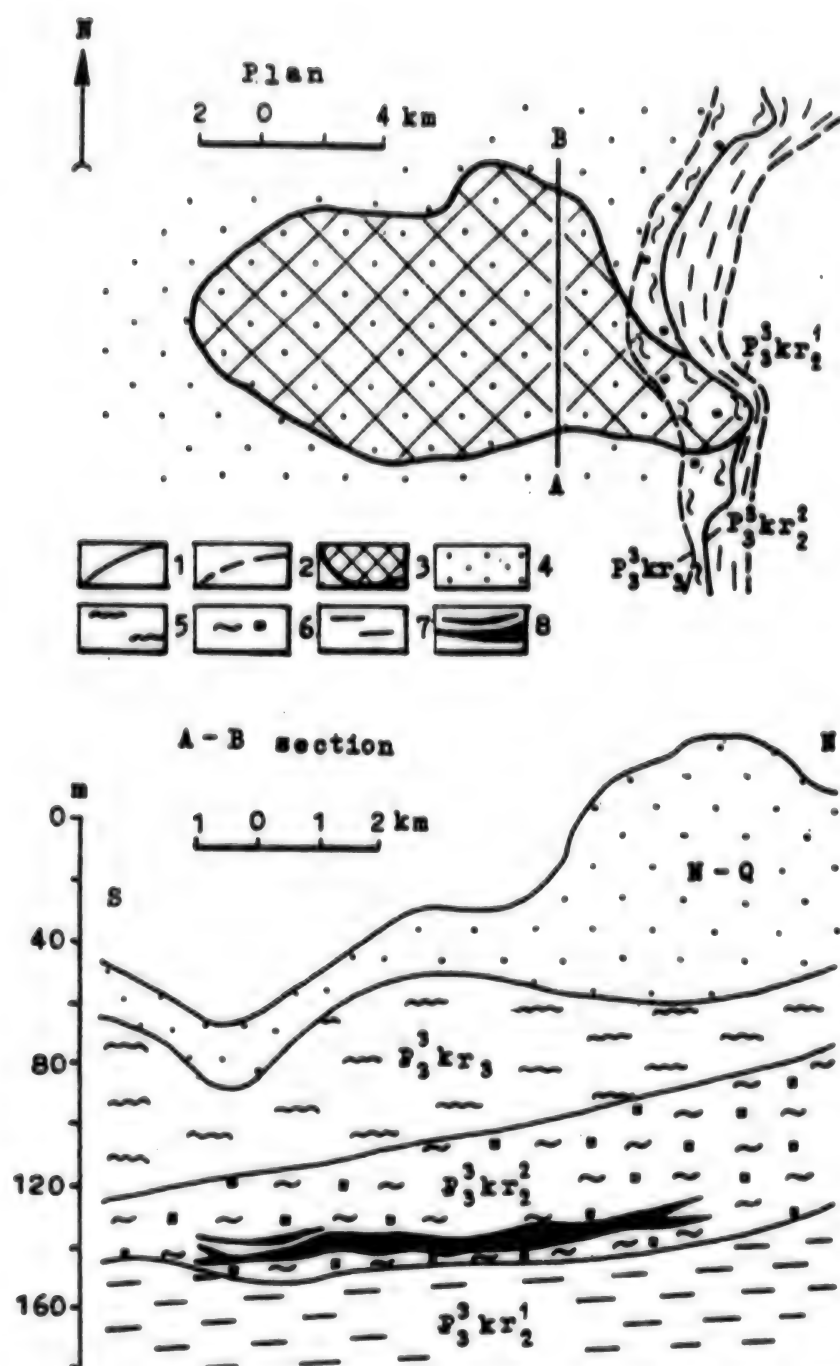 N
Plan
2 0 4 km
B
P₃³kr₂¹
A
P₃³kr₂²
P₃³kr₃
1 2 3 4
5 6 7 8
A-B section
N
m
0
1 0 1 2 km
S
N-Q
40
P₃³kr₃
80
120
P₃³kr₂²
160
P₃³kr₂¹